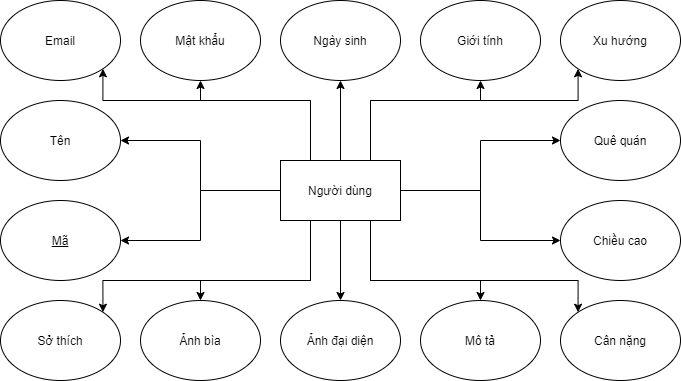 Email
Mật khẩu
Ngày sinh
Giới tính
Xu hướng
Tên
Quê quán
Người dùng
Mã
Chiều cao
Sở thích
Ảnh bìa
Ảnh đại diện
Mô tả
Cân nặng